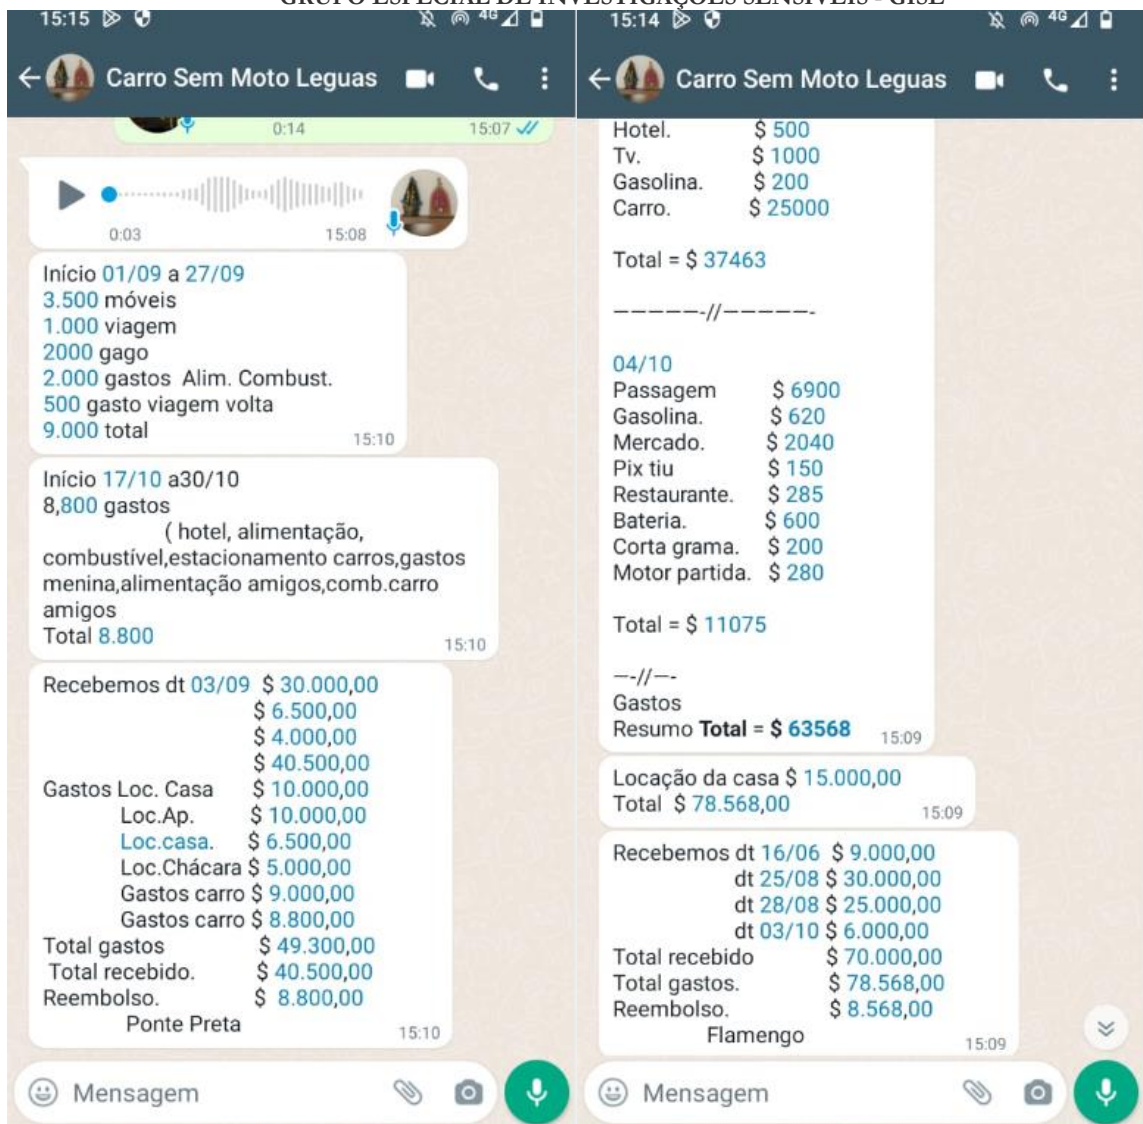 GRUPO ESPECIAL DE INVESTIGAÇÕES SENSÍVEIS - GISE
15:15 4G
Carro Sem Moto Leguas
0:14 15:07
0:03 15:08
Início 01/09 a 27/09
3.500 móveis
1.000 viagem
2000 gago
2.000 gastos Alim. Combust.
500 gasto viagem volta
9.000 total
15:10
Início 17/10 a30/10
8,800 gastos
( hotel, alimentação,
combustível,estacionamento carros,gastos
menina,alimentação amigos,comb.carro
amigos
Total 8.800
15:10
Recebemos dt 03/09 $ 30.000,00
$ 6.500,00
$ 4.000,00
$ 40.500,00
Gastos Loc. Casa $ 10.000,00
Loc.Ap. $ 10.000,00
Loc.casa. $ 6.500,00
Loc.Chácara $ 5.000,00
Gastos carro $ 9.000,00
Gastos carro $ 8.800,00
Total gastos $ 49.300,00
Total recebido. $ 40.500,00
Reembolso. $ 8.800,00
Ponte Preta
15:10
Mensagem
15:14 4G
Carro Sem Moto Leguas
Hotel. $ 500
Tv. $ 1000
Gasolina. $ 200
Carro. $ 25000
Total = $ 37463
—————-//—————-
04/10
Passagem $ 6900
Gasolina. $ 620
Mercado. $ 2040
Pix tiu $ 150
Restaurante. $ 285
Bateria. $ 600
Corta grama. $ 200
Motor partida. $ 280
Total = $ 11075
—-//—-
Gastos
Resumo Total = $ 63568
15:09
Locação da casa $ 15.000,00
Total $ 78.568,00
15:09
Recebemos dt 16/06 $ 9.000,00
dt 25/08 $ 30.000,00
dt 28/08 $ 25.000,00
dt 03/10 $ 6.000,00
Total recebido $ 70.000,00
Total gastos. $ 78.568,00
Reembolso. $ 8.568,00
Flamengo
15:09
Mensagem